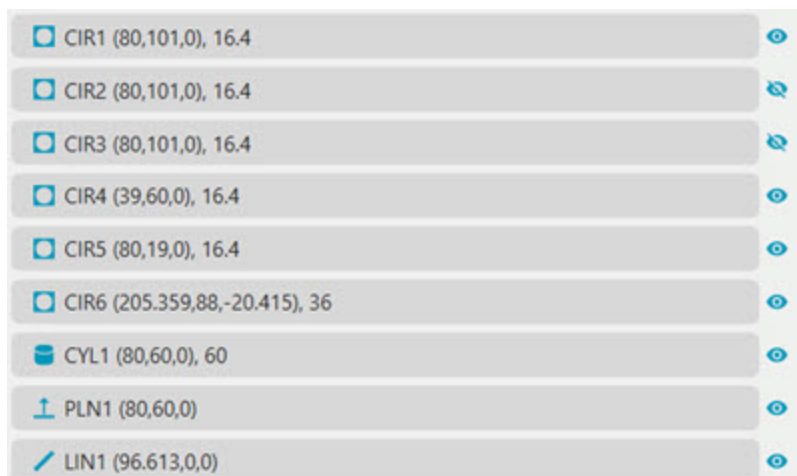 CIR1 (80,101,0), 16.4
CIR2 (80,101,0), 16.4
CIR3 (80,101,0), 16.4
CIR4 (39,60,0), 16.4
CIR5 (80,19,0), 16.4
CIR6 (205.359,88,-20.415), 36
CYL1 (80,60,0), 60
PLN1 (80,60,0)
LIN1 (96.613,0,0)